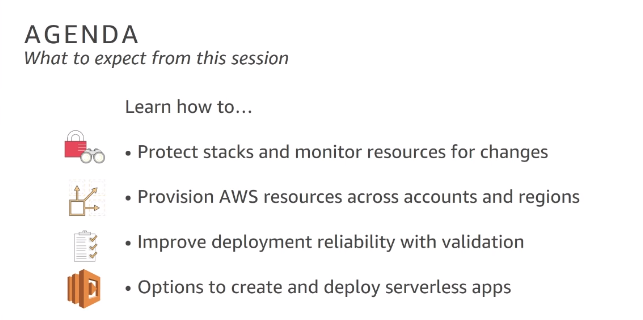 AGENDA
What to expect from this session
Learn how to…
• Protect stacks and monitor resources for changes
• Provision AWS resources across accounts and regions
• Improve deployment reliability with validation
• Options to create and deploy serverless apps